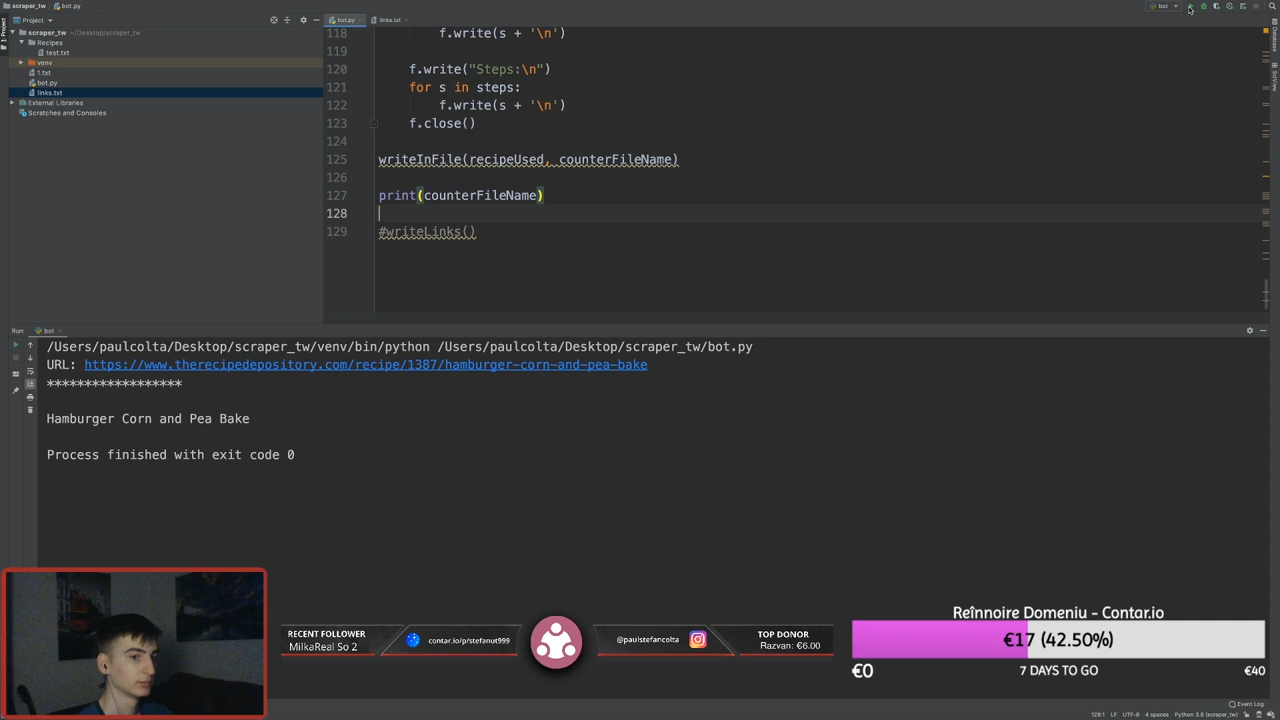 scraper_tw
bot.py
bot
Project
bot.py
links.txt
scraper_tw ~/Desktop/scraper_tw
Recipes
test.txt
venv
1.txt
bot.py
links.txt
External Libraries
Scratches and Consoles
1: Project
Database
SciView
118 f.write(s + '\n')
119
120 f.write("Steps:\n")
121 for s in steps:
122 f.write(s + '\n')
123 f.close()
124
125 writeInFile(recipeUsed, counterFileName)
126
127 print(counterFileName)
128
129 #writeLinks()
Run: bot
/Users/paulcolta/Desktop/scraper_tw/venv/bin/python /Users/paulcolta/Desktop/scraper_tw/bot.py
URL: https://www.therecipedepository.com/recipe/1387/hamburger-corn-and-pea-bake
******************
Hamburger Corn and Pea Bake
Process finished with exit code 0
RECENT FOLLOWER
MilkaReal So 2
contar.io/p/stefanut999
@paulstefancolta
TOP DONOR
Razvan: €6.00
Reînnoire Domeniu - Contar.io
€17 (42.50%)
€0
7 DAYS TO GO
€40
Event Log
128:1 LF UTF-8 4 spaces Python 3.8 (scraper_tw)